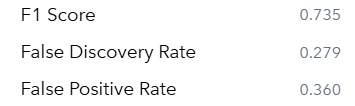 F1 Score 0.735
False Discovery Rate 0.279
False Positive Rate 0.360